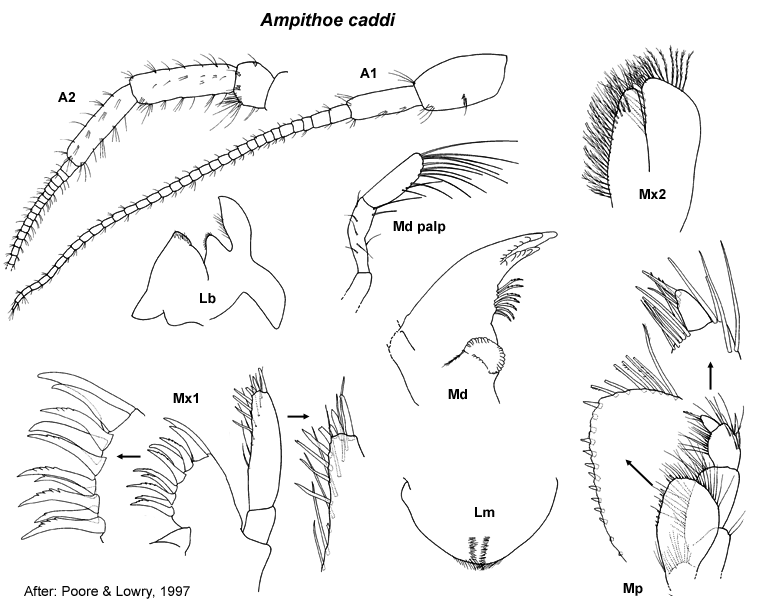 Ampithoe caddi
A1
A2
Mx2
Md palp
Lb
Md
Mx1
Lm
Mp
After: Poore & Lowry, 1997